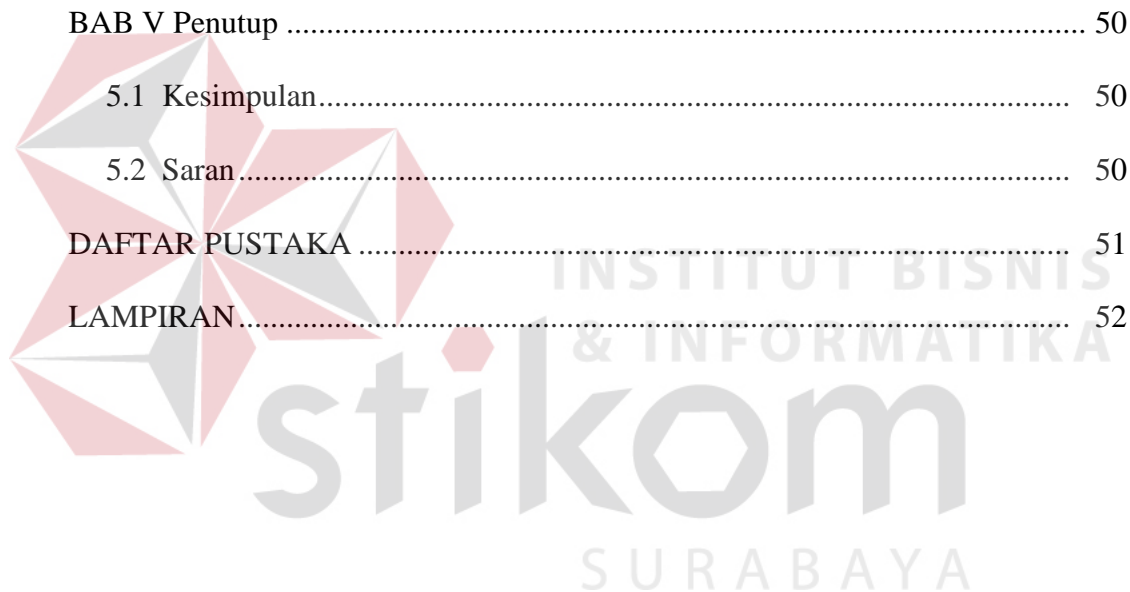 BAB V Penutup ........................................................................................ 50
5.1 Kesimpulan................................................................................... 50
5.2 Saran............................................................................................ 50
DAFTAR PUSTAKA .............................................................................. 51
INSTITUT BISNIS
LAMPIRAN........................................................................................... 52
& INFORMATIKA
stikom
SURABAYA